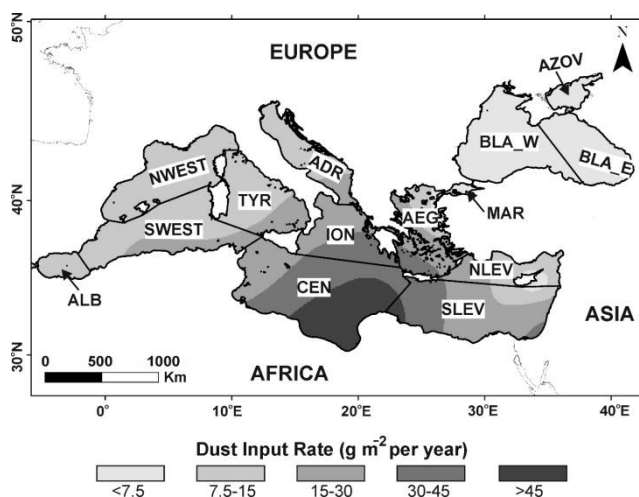 50°N
EUROPE
N
AZOV
BLA_W
BLA_E
NWEST
ADR
TYR
40°N
MAR
AEG
SWEST
ION
NLEV
ALB
CEN
SLEV
ASIA
30°N
0 500 1000
Km
AFRICA
0° 10°E 20°E 30°E 40°E
Dust Input Rate (g m⁻² per year)
<7.5 7.5-15 15-30 30-45 >45